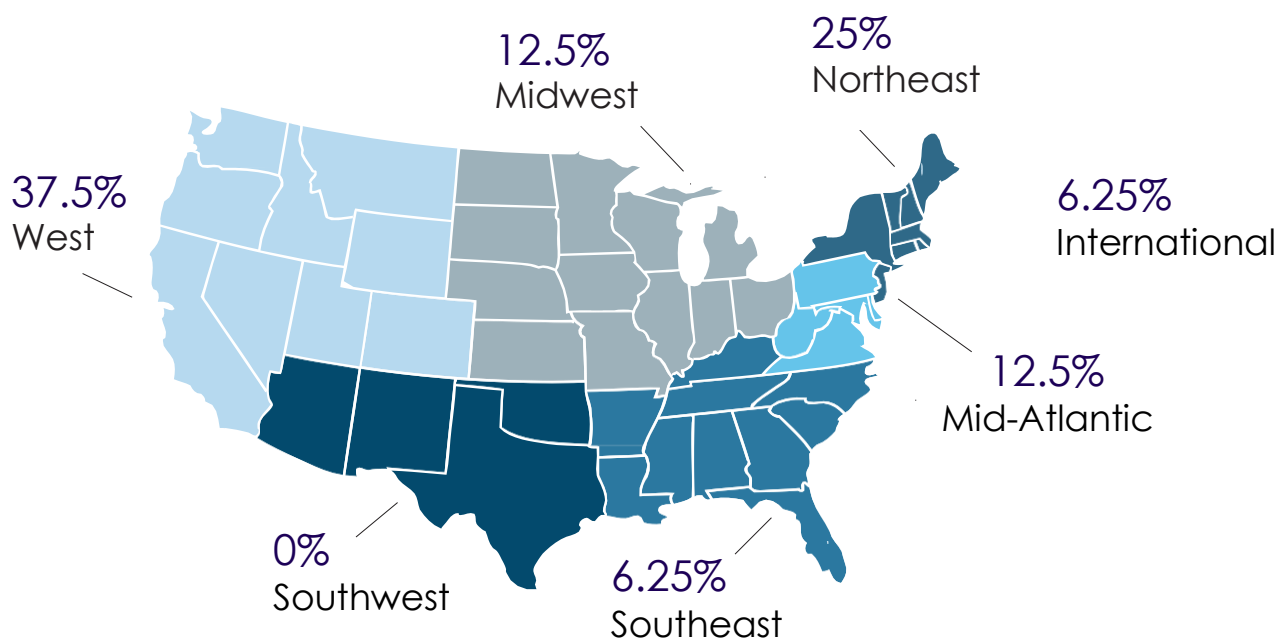 12.5%
Midwest
25%
Northeast
37.5%
West
6.25%
International
12.5%
Mid-Atlantic
0%
Southwest
6.25%
Southeast